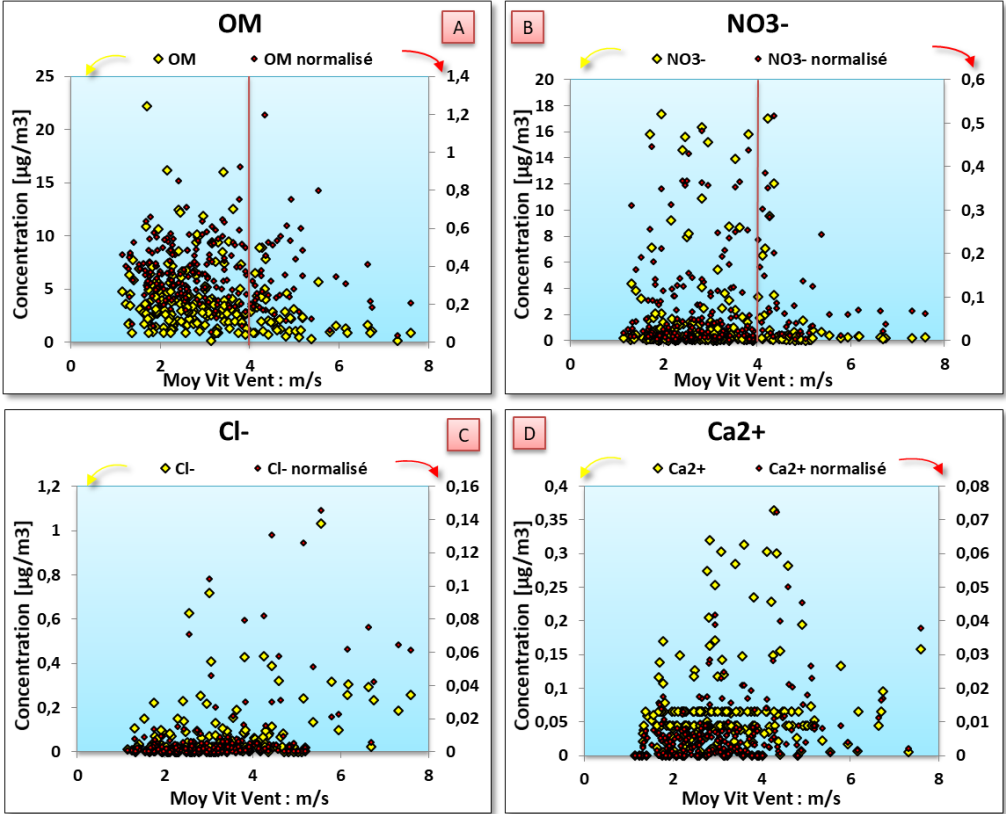 OM
A
OM
OM normalisé
Concentration [µg/m3]
25
20
15
10
5
0
1,4
1,2
1
0,8
0,6
0,4
0,2
0
0 2 4 6 8
Moy Vit Vent : m/s
B
NO3-
NO3-
NO3- normalisé
Concentration [µg/m3]
20
18
16
14
12
10
8
6
4
2
0
0,6
0,5
0,4
0,3
0,2
0,1
0
0 2 4 6 8
Moy Vit Vent : m/s
Cl-
C
Cl-
Cl- normalisé
Concentration [µg/m3]
1,2
1
0,8
0,6
0,4
0,2
0
0,16
0,14
0,12
0,1
0,08
0,06
0,04
0,02
0
0 2 4 6 8
Moy Vit Vent : m/s
D
Ca2+
Ca2+
Ca2+ normalisé
Concentration [µg/m3]
0,4
0,35
0,3
0,25
0,2
0,15
0,1
0,05
0
0,08
0,07
0,06
0,05
0,04
0,03
0,02
0,01
0
0 2 4 6 8
Moy Vit Vent : m/s